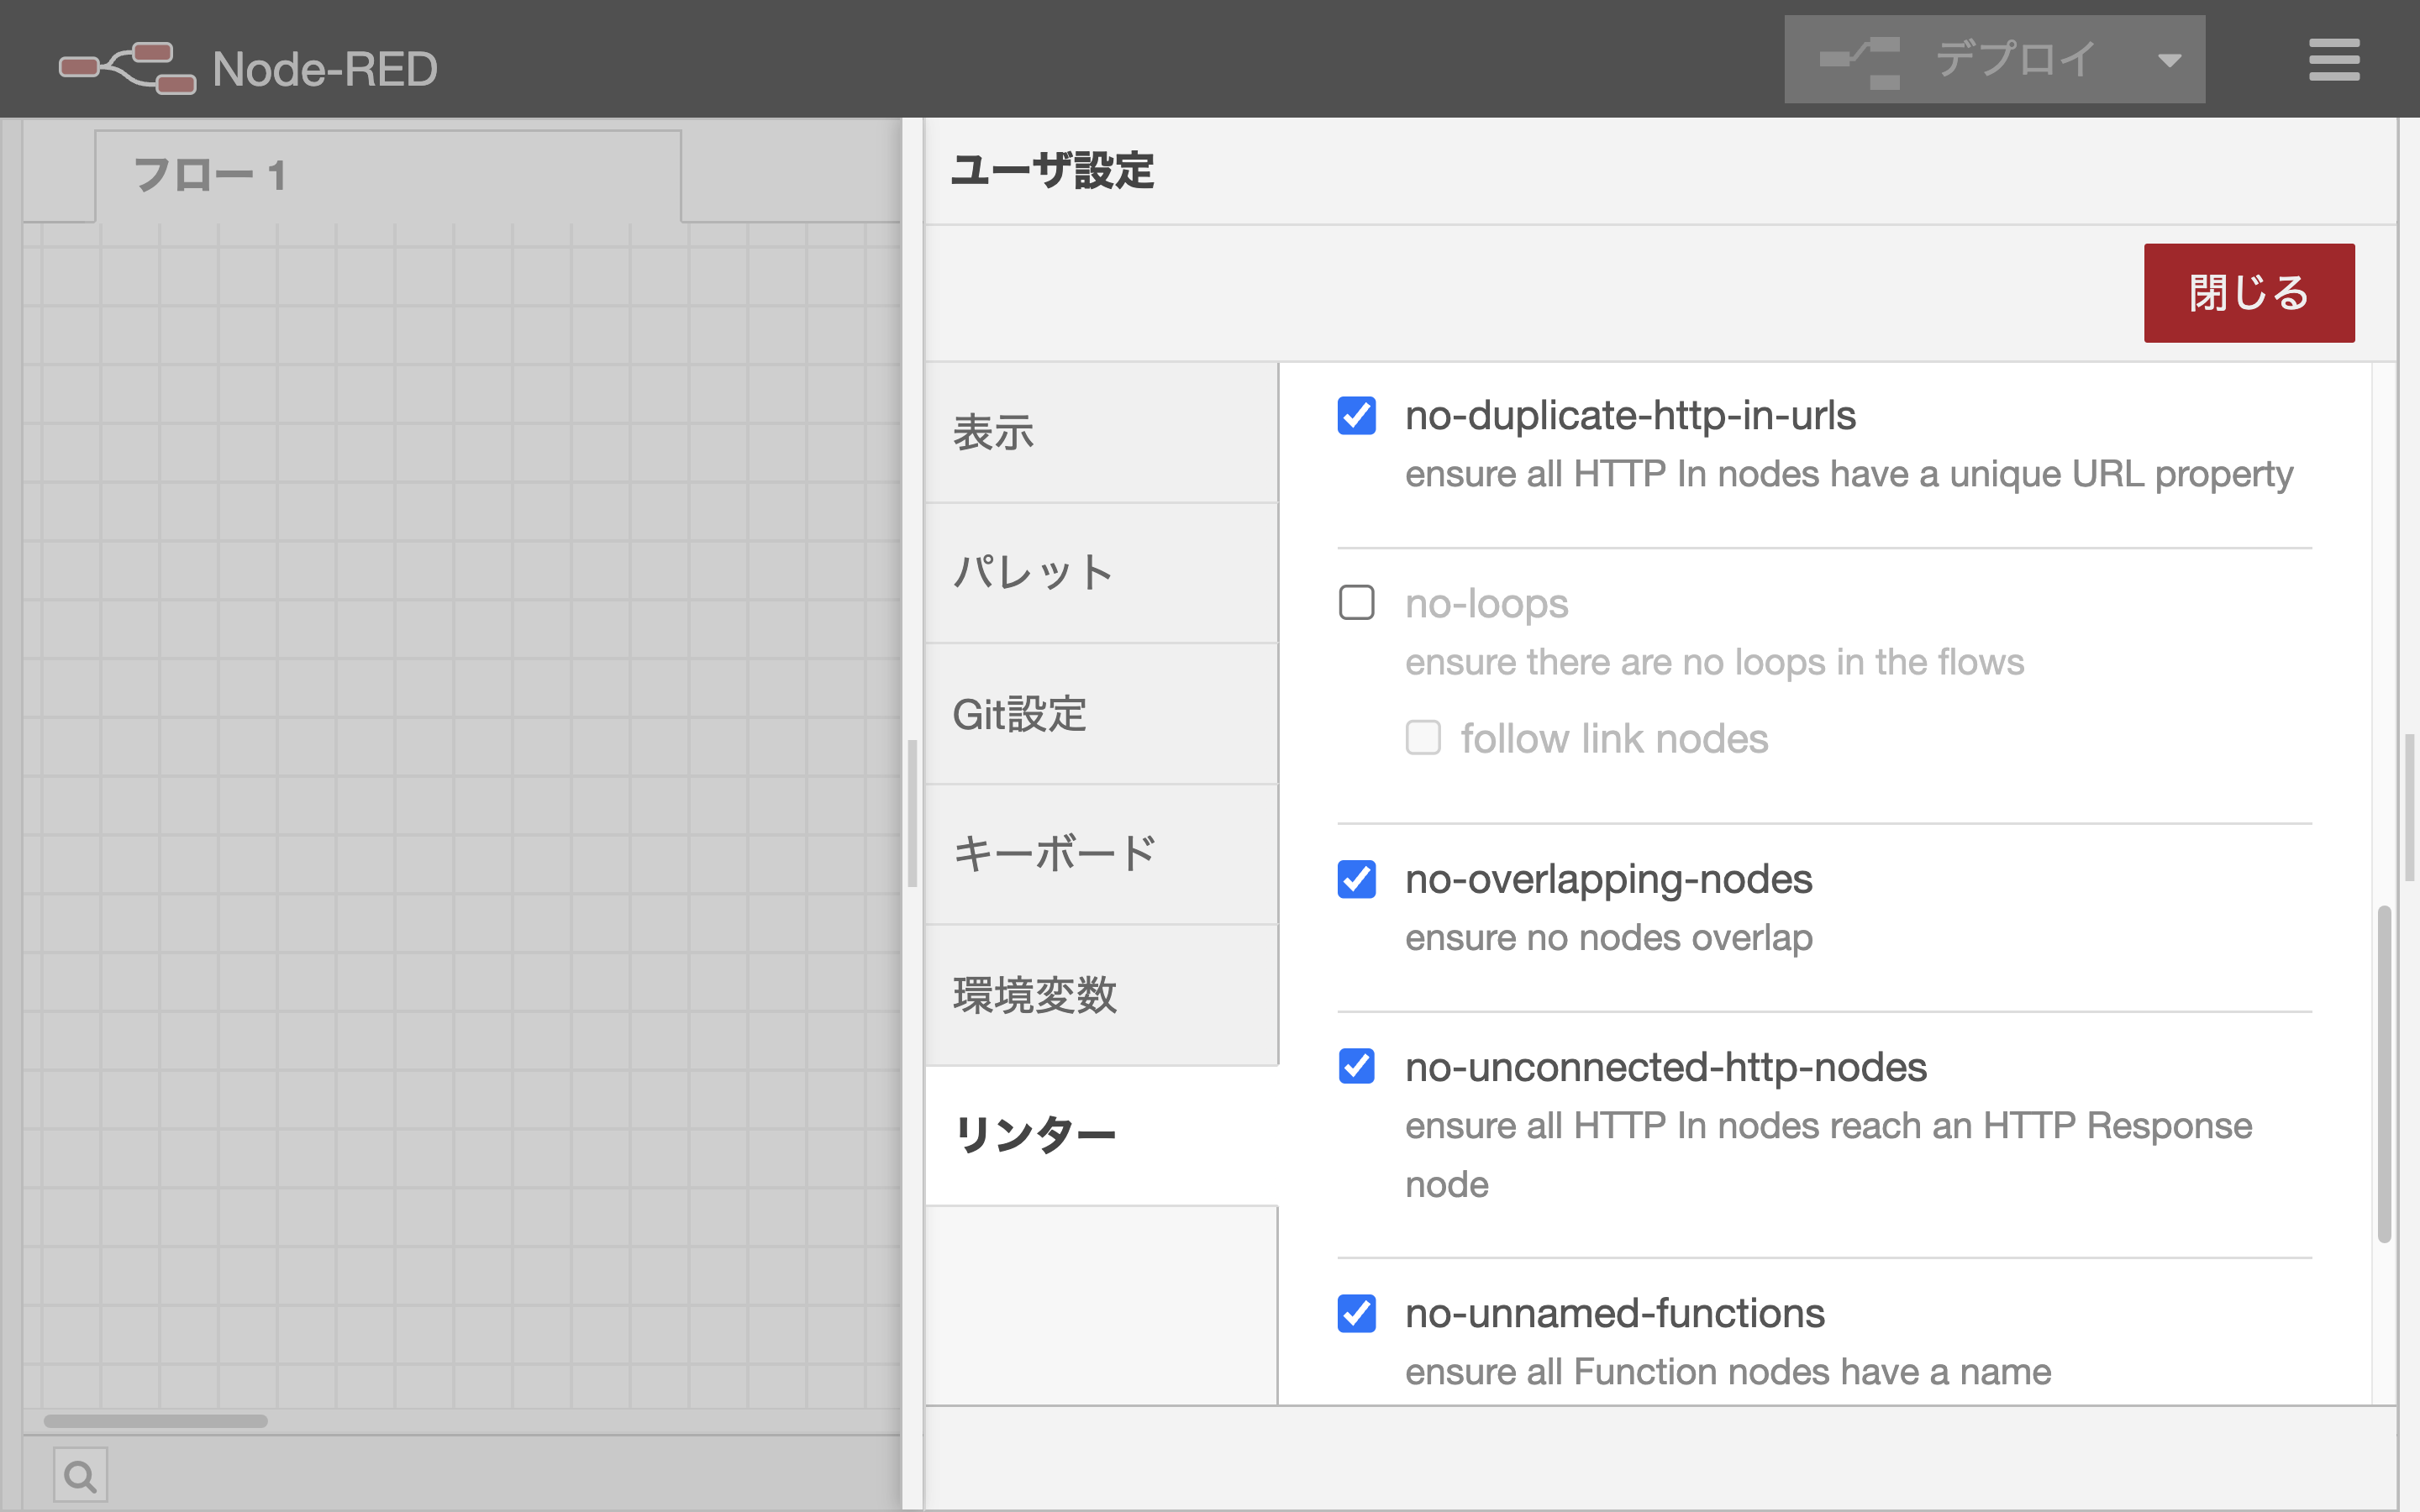 Node-RED
デプロイ
フロー 1
ユーザ設定
閉じる
表示
パレット
Git設定
キーボード
環境変数
リンター
no-duplicate-http-in-urls
ensure all HTTP In nodes have a unique URL property
no-loops
ensure there are no loops in the flows
follow link nodes
no-overlapping-nodes
ensure no nodes overlap
no-unconnected-http-nodes
ensure all HTTP In nodes reach an HTTP Response
node
no-unnamed-functions
ensure all Function nodes have a name